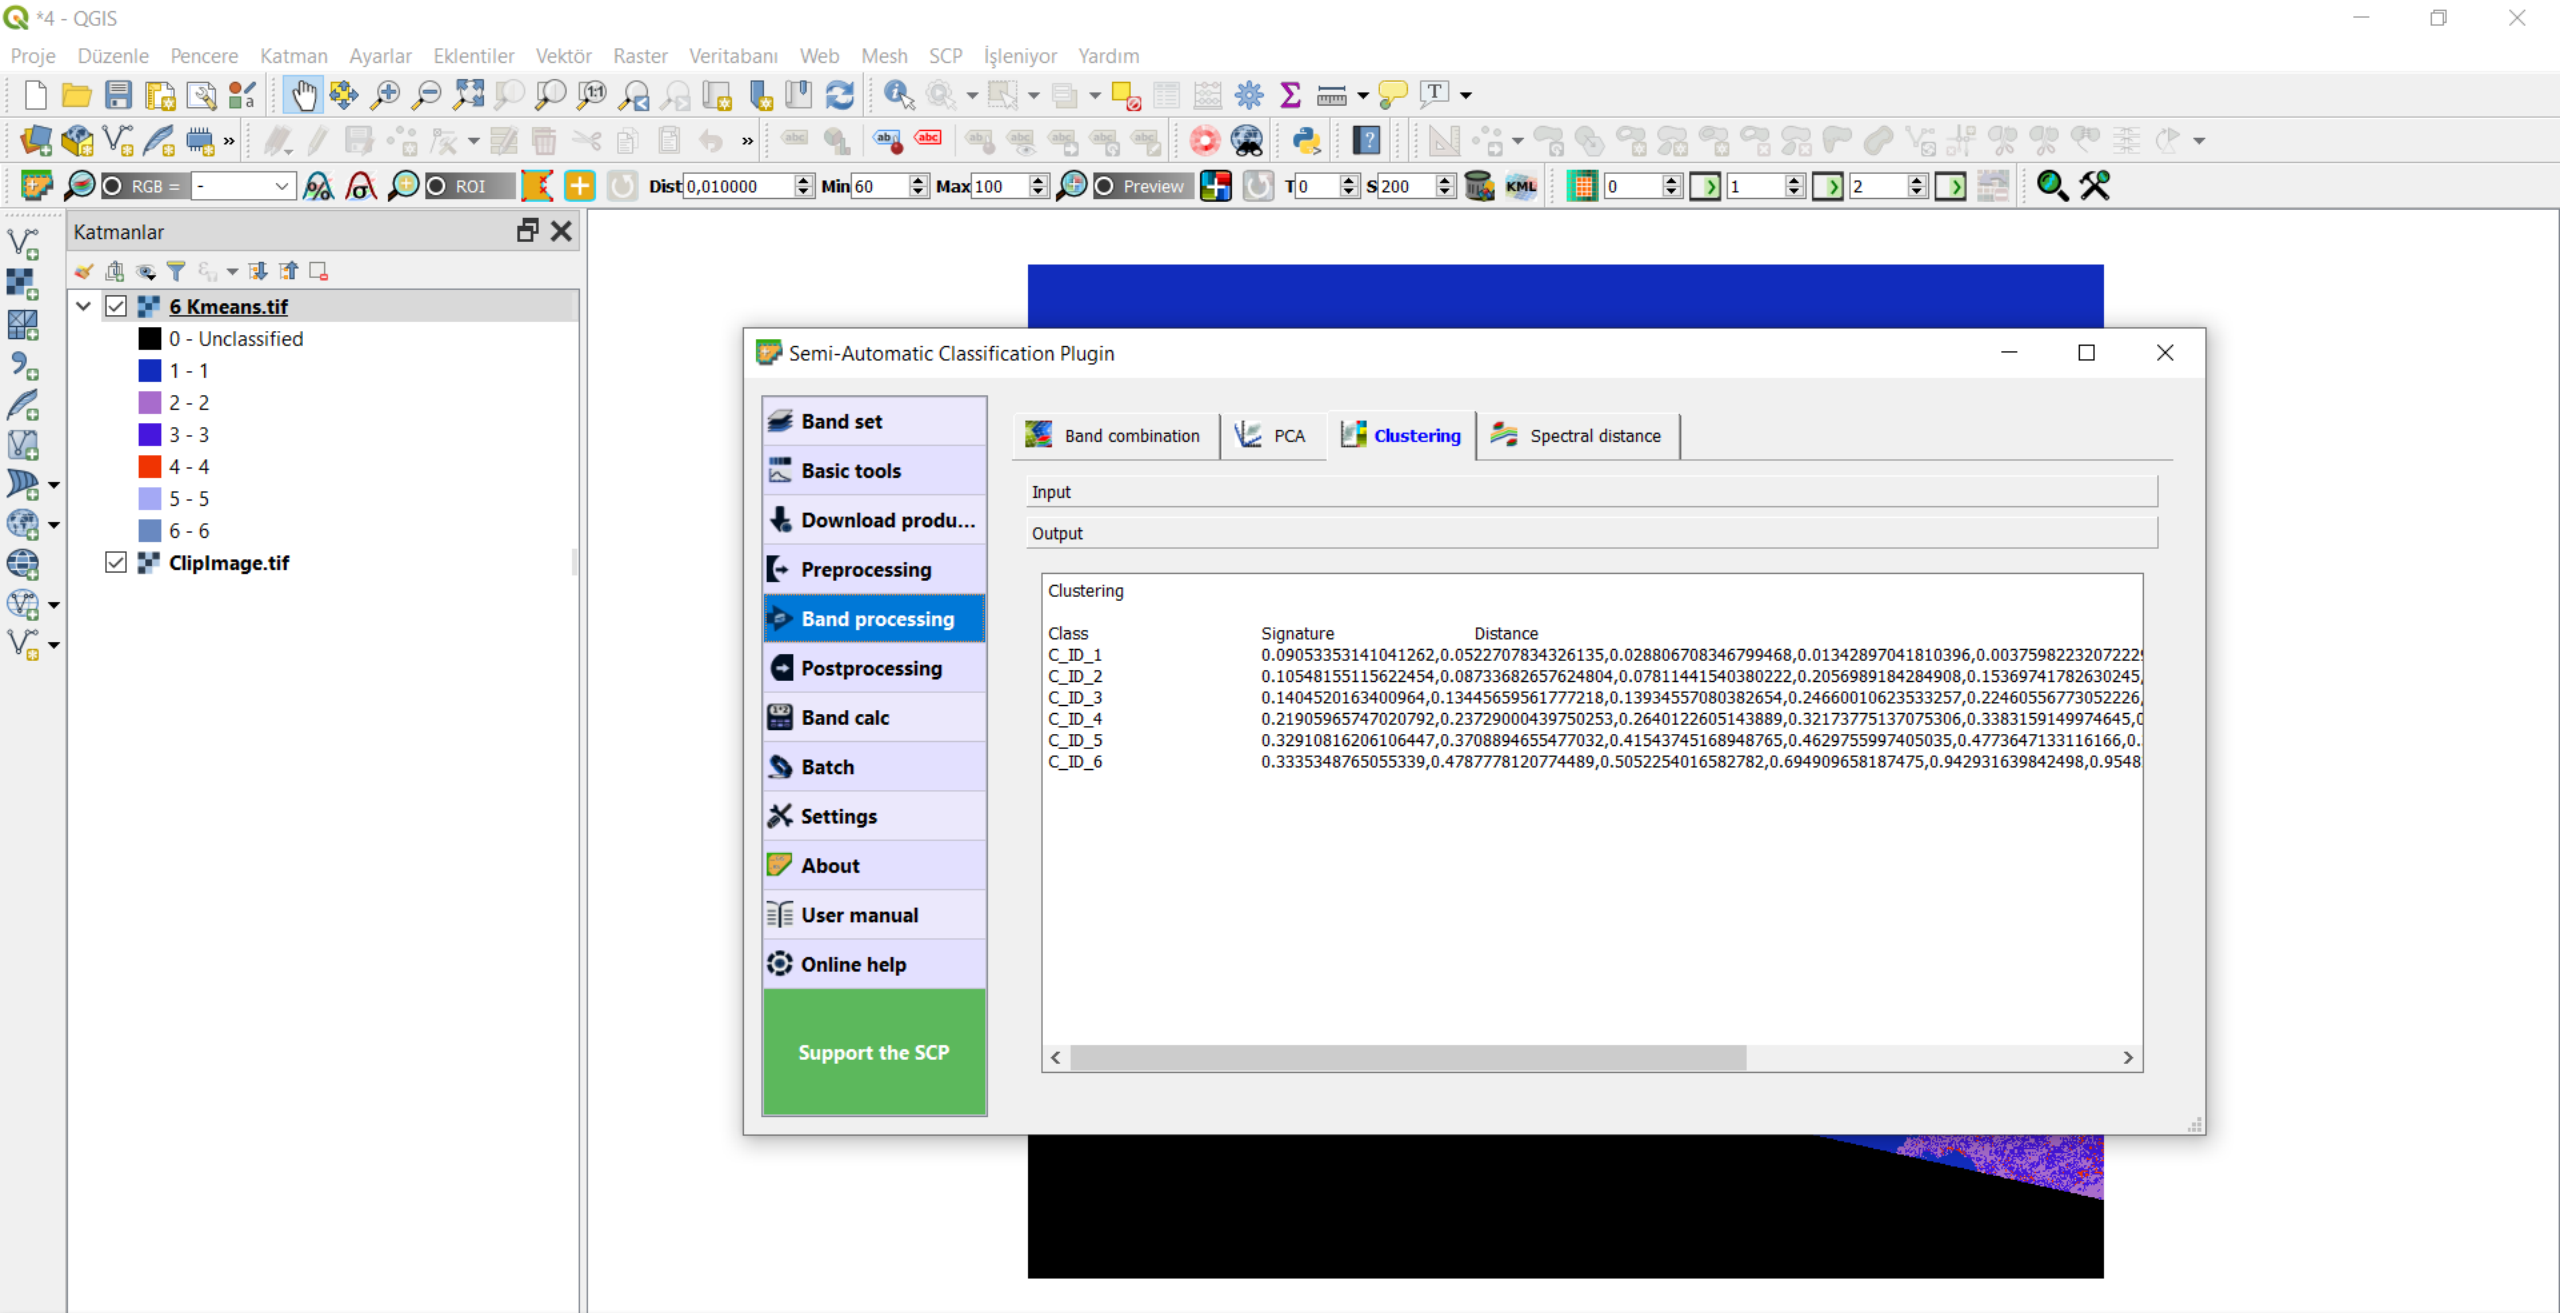 *4 - QGIS
Proje Düzenle Pencere Katman Ayarlar Eklentiler Vektör Raster Veritabanı Web Mesh SCP İşleniyor Yardım
RGB = - ROI Dist 0,010000 Min 60 Max 100 Preview T 0 S 200 KML 0 1 2
Katmanlar
6 Kmeans.tif
0 - Unclassified
1 - 1
2 - 2
3 - 3
4 - 4
5 - 5
6 - 6
ClipImage.tif
Semi-Automatic Classification Plugin
Band set
Basic tools
Download produ...
Preprocessing
Band processing
Postprocessing
Band calc
Batch
Settings
About
User manual
Online help
Support the SCP
Band combination PCA Clustering Spectral distance
Input
Output
Clustering
Class Signature Distance
C_ID_1 0.09053353141041262,0.0522707834326135,0.028806708346799468,0.01342897041810396,0.003759822320722229
C_ID_2 0.10548155115622454,0.08733682657624804,0.07811441540380222,0.2056989184284908,0.15369741782630245,
C_ID_3 0.1404520163400964,0.13445659561777218,0.13934557080382654,0.24660010623533257,0.22460556773052226,
C_ID_4 0.21905965747020792,0.23729000439750253,0.2640122605143889,0.32173775137075306,0.3383159149974645,0
C_ID_5 0.32910816206106447,0.3708894655477032,0.41543745168948765,0.4629755997405035,0.4773647133116166,0.
C_ID_6 0.3335348765055339,0.4787778120774489,0.5052254016582782,0.694909658187475,0.942931639842498,0.9548